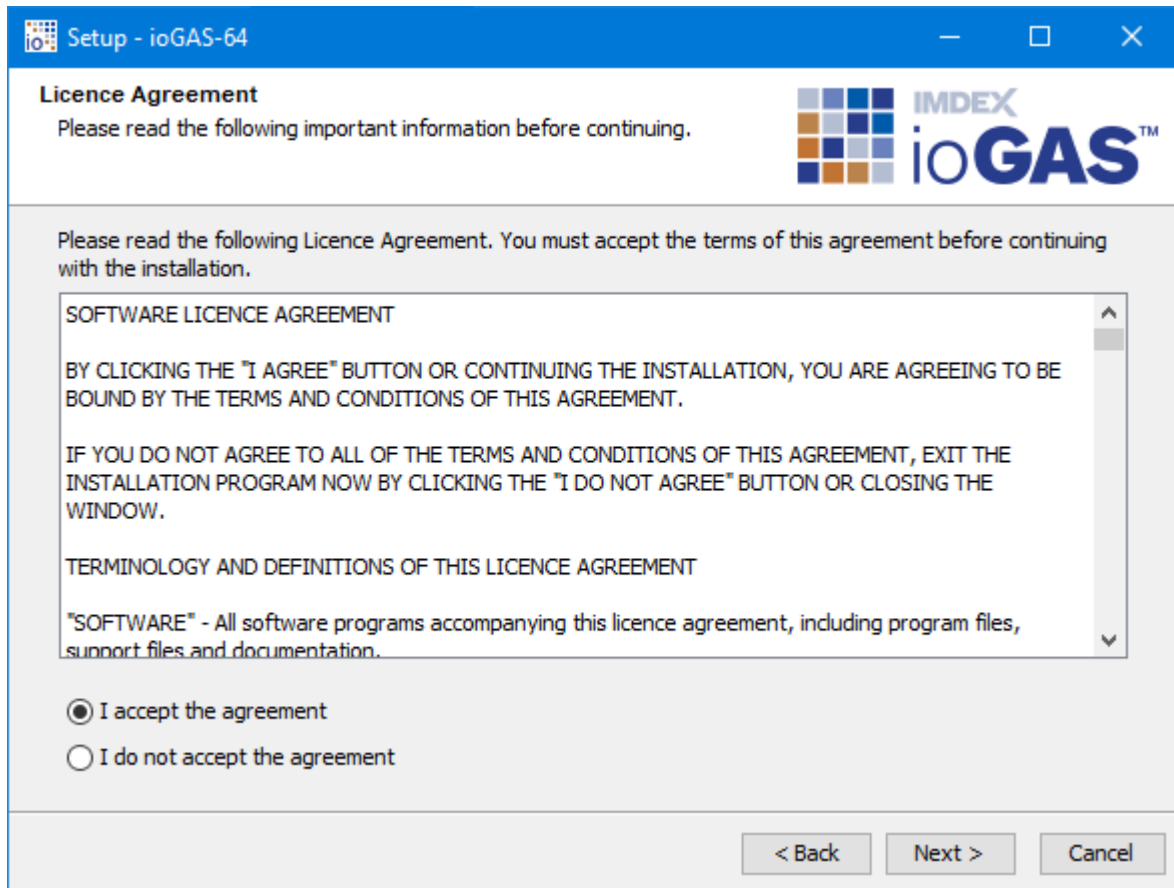 io
Setup - ioGAS-64
Licence Agreement
Please read the following important information before continuing.
IMDEX
ioGAS™
Please read the following Licence Agreement. You must accept the terms of this agreement before continuing
with the installation.
SOFTWARE LICENCE AGREEMENT
BY CLICKING THE "I AGREE" BUTTON OR CONTINUING THE INSTALLATION, YOU ARE AGREEING TO BE
BOUND BY THE TERMS AND CONDITIONS OF THIS AGREEMENT.
IF YOU DO NOT AGREE TO ALL OF THE TERMS AND CONDITIONS OF THIS AGREEMENT, EXIT THE
INSTALLATION PROGRAM NOW BY CLICKING THE "I DO NOT AGREE" BUTTON OR CLOSING THE
WINDOW.
TERMINOLOGY AND DEFINITIONS OF THIS LICENCE AGREEMENT
"SOFTWARE" - All software programs accompanying this licence agreement, including program files,
support files and documentation.
I accept the agreement
I do not accept the agreement
< Back
Next >
Cancel